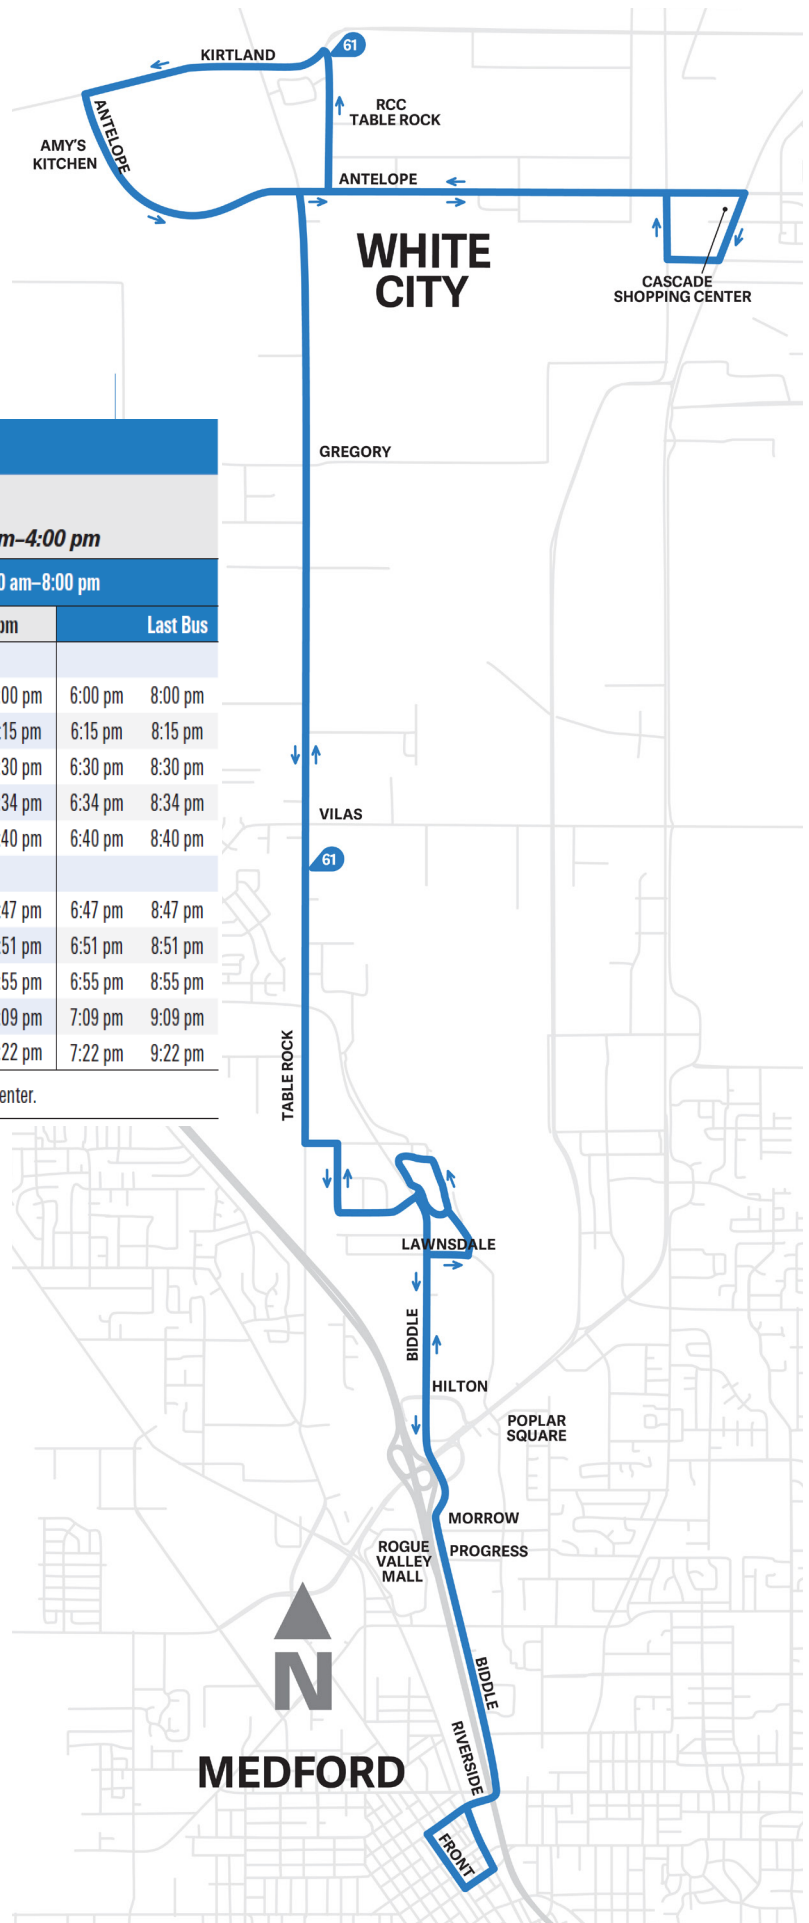 61
KIRTLAND
RCC
TABLE ROCK
ANTELOPE
AMY'S
KITCHEN
ANTELOPE
WHITE
CITY
CASCADE
SHOPPING CENTER
GREGORY
m–4:00 pm
0 am–8:00 pm
pm Last Bus
:00 pm 6:00 pm 8:00 pm
:15 pm 6:15 pm 8:15 pm
:30 pm 6:30 pm 8:30 pm
:34 pm 6:34 pm 8:34 pm
:40 pm 6:40 pm 8:40 pm
:47 pm 6:47 pm 8:47 pm
:51 pm 6:51 pm 8:51 pm
:55 pm 6:55 pm 8:55 pm
:09 pm 7:09 pm 9:09 pm
:22 pm 7:22 pm 9:22 pm
enter.
VILAS
61
TABLE ROCK
LAWNSDALE
BIDDLE
HILTON
POPLAR
SQUARE
MORROW
ROGUE
VALLEY
MALL
PROGRESS
N
BIDDLE
RIVERSIDE
MEDFORD
FRONT